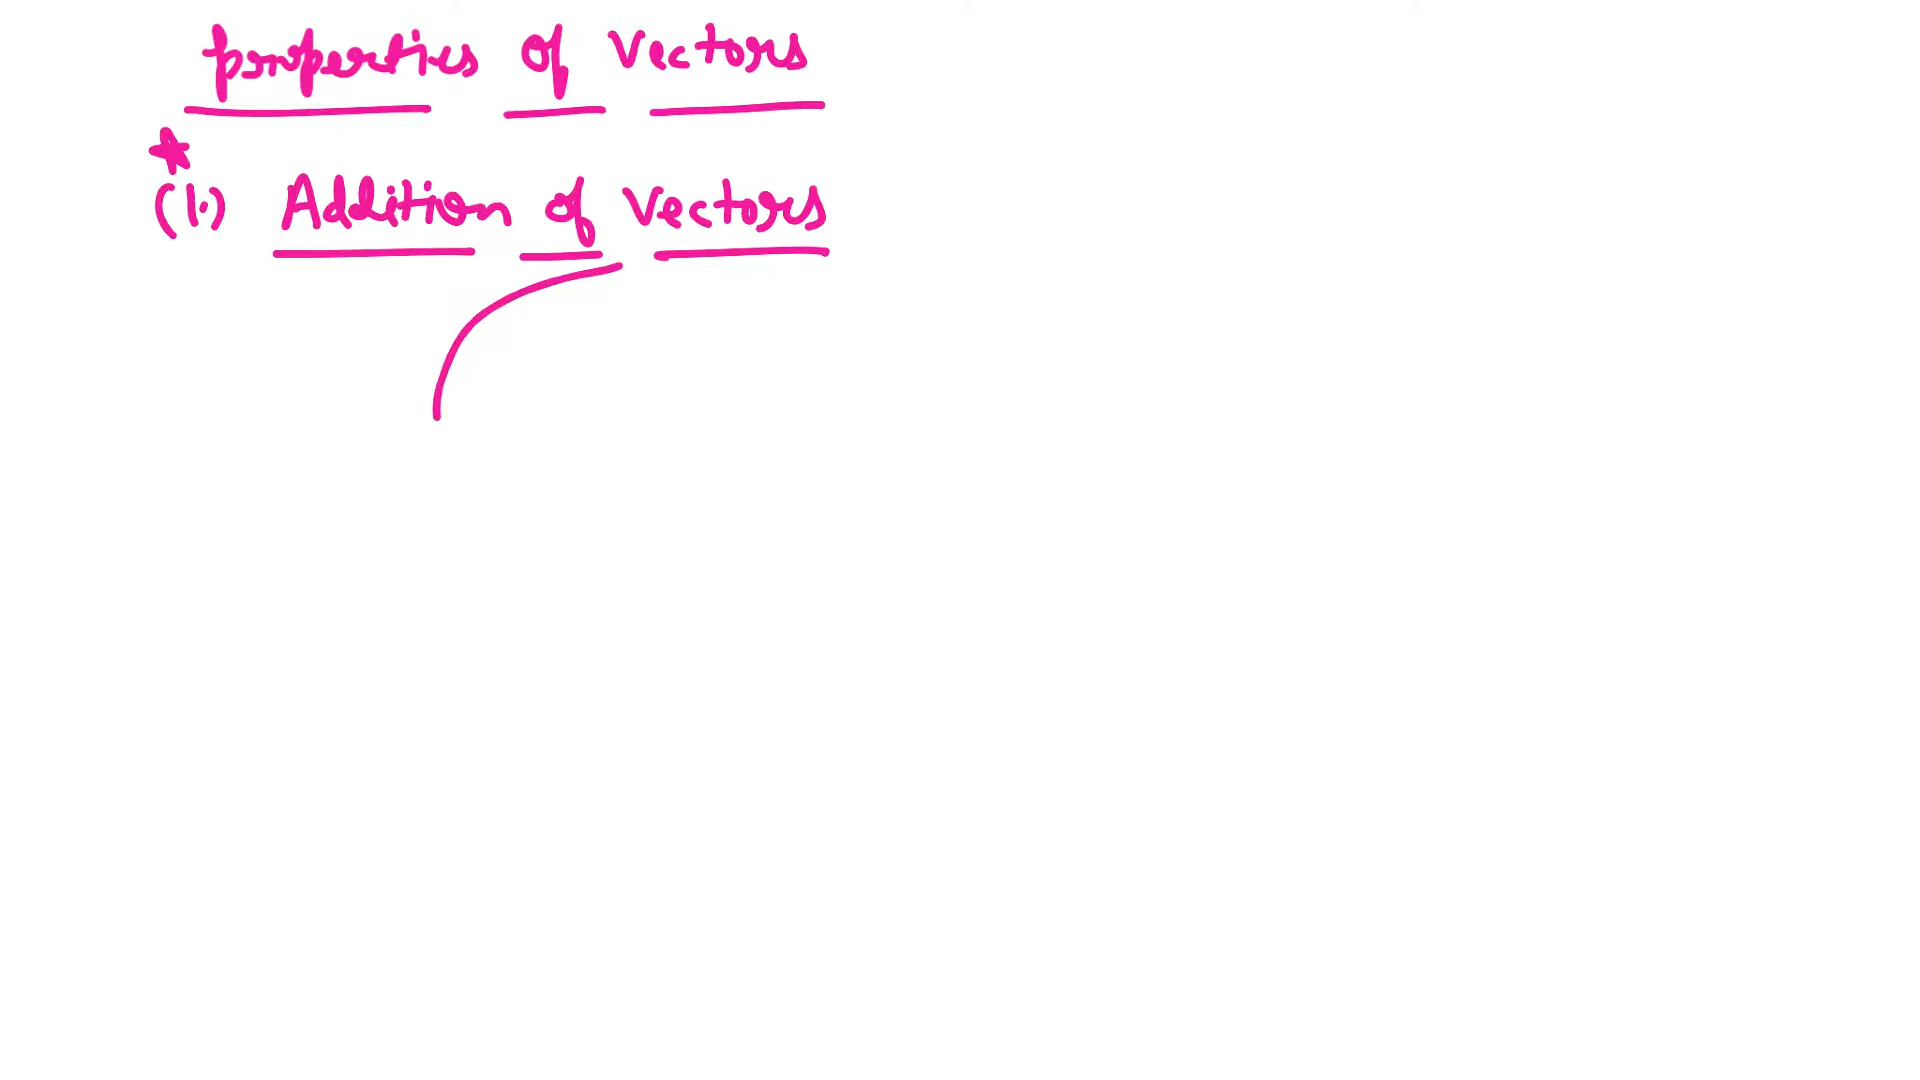 properties of vectors
(1.) Addition of vectors